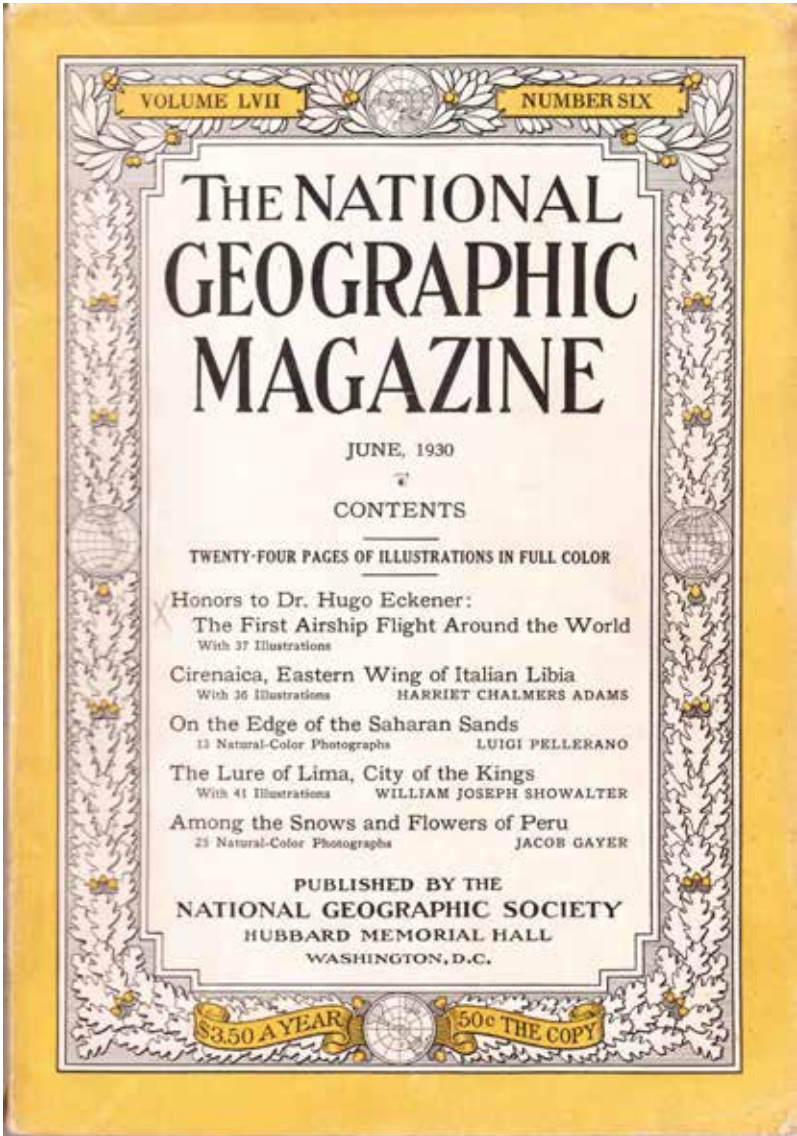 VOLUME LVII
NUMBER SIX
THE NATIONAL
GEOGRAPHIC
MAGAZINE
JUNE, 1930
CONTENTS
TWENTY-FOUR PAGES OF ILLUSTRATIONS IN FULL COLOR
Honors to Dr. Hugo Eckener:
The First Airship Flight Around the World
With 37 Illustrations
Cirenaica, Eastern Wing of Italian Libia
With 36 Illustrations HARRIET CHALMERS ADAMS
On the Edge of the Saharan Sands
13 Natural-Color Photographs LUIGI PELLERANO
The Lure of Lima, City of the Kings
With 41 Illustrations WILLIAM JOSEPH SHOWALTER
Among the Snows and Flowers of Peru
25 Natural-Color Photographs JACOB GAYER
PUBLISHED BY THE
NATIONAL GEOGRAPHIC SOCIETY
HUBBARD MEMORIAL HALL
WASHINGTON, D.C.
$3.50 A YEAR
50c THE COPY